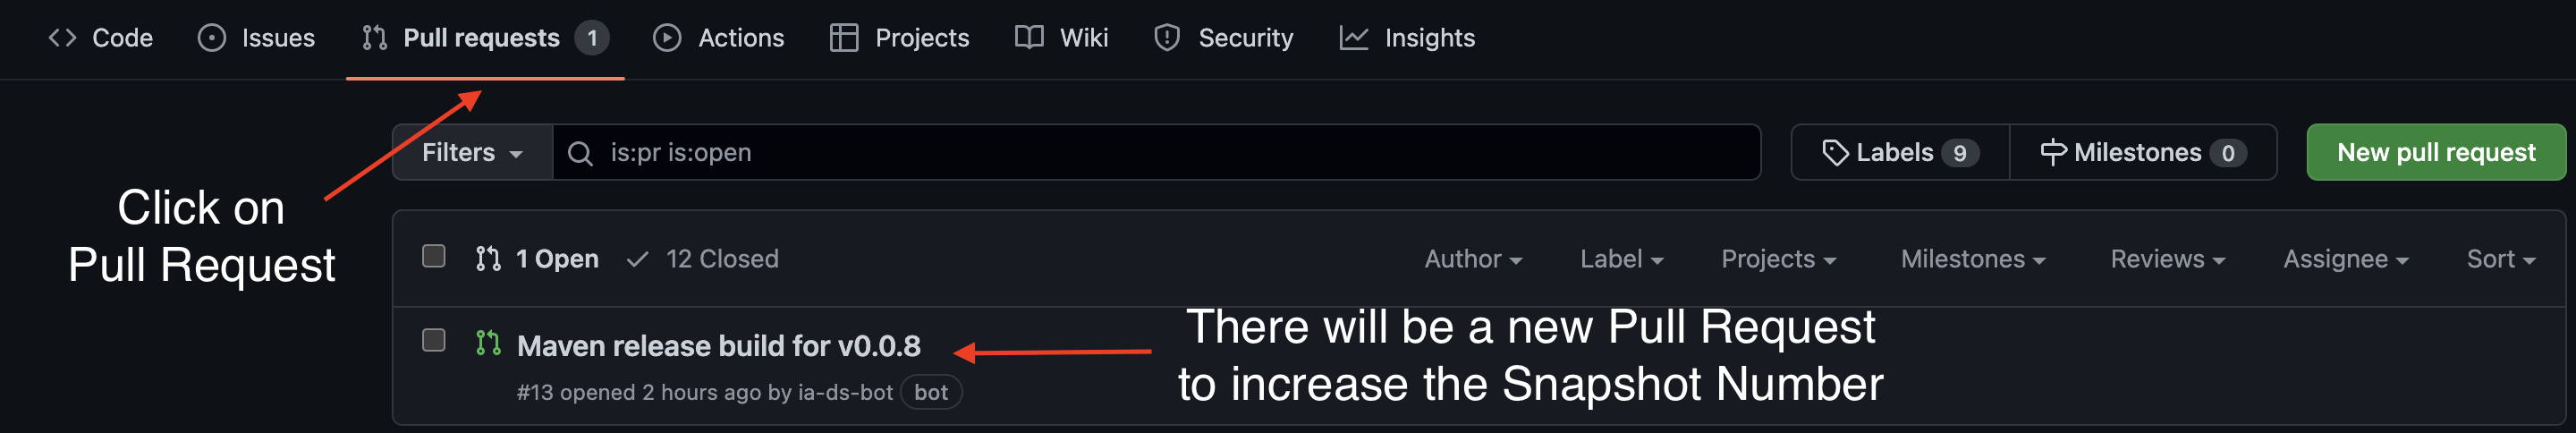 Code Issues Pull requests 1 Actions Projects Wiki Security Insights
Filters is:pr is:open Labels 9 Milestones 0 New pull request
Click on
Pull Request
1 Open 12 Closed Author Label Projects Milestones Reviews Assignee Sort
Maven release build for v0.0.8
#13 opened 2 hours ago by ia-ds-bot bot
There will be a new Pull Request
to increase the Snapshot Number